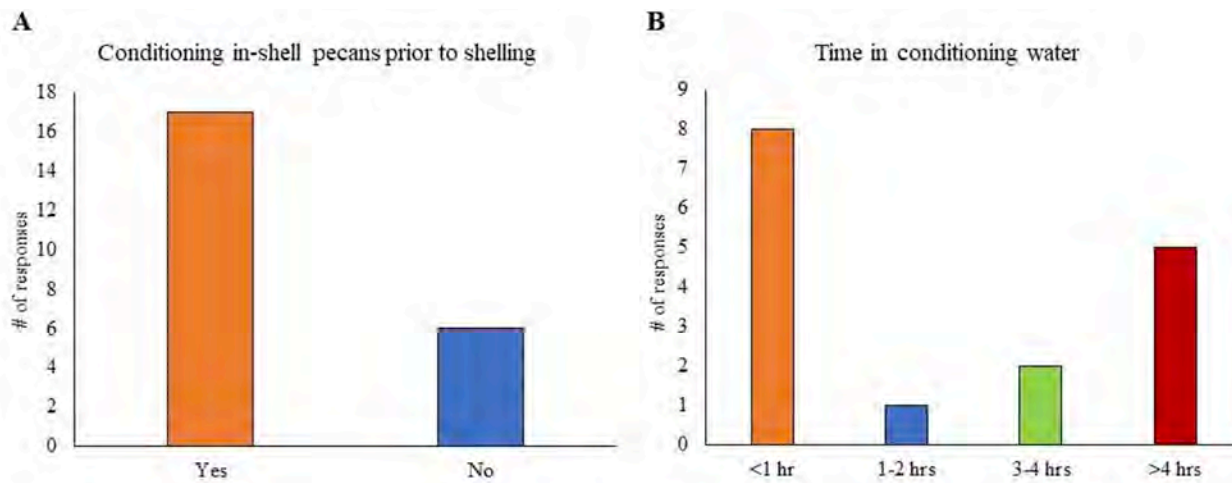 A
Conditioning in-shell pecans prior to shelling
# of responses
18
16
14
12
10
8
6
4
2
0
Yes No
B
Time in conditioning water
# of responses
9
8
7
6
5
4
3
2
1
0
<1 hr 1-2 hrs 3-4 hrs >4 hrs